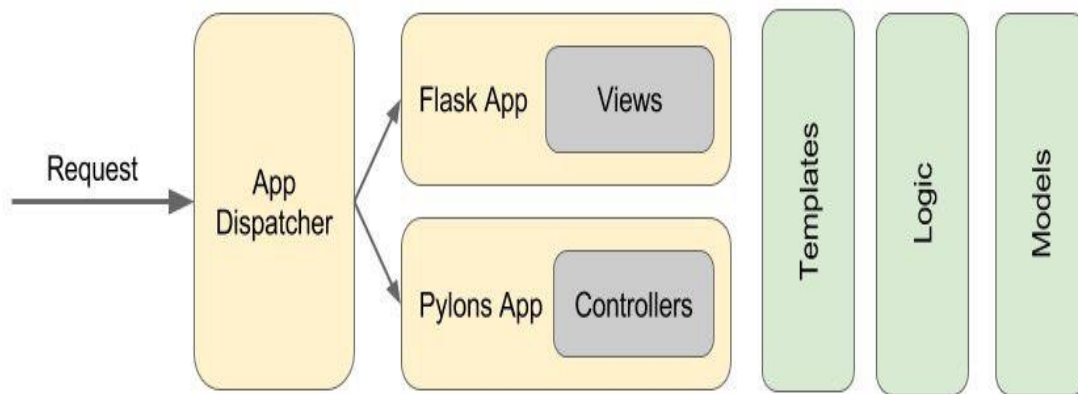 Request
App
Dispatcher
Flask App
Views
Pylons App
Controllers
Templates
Logic
Models